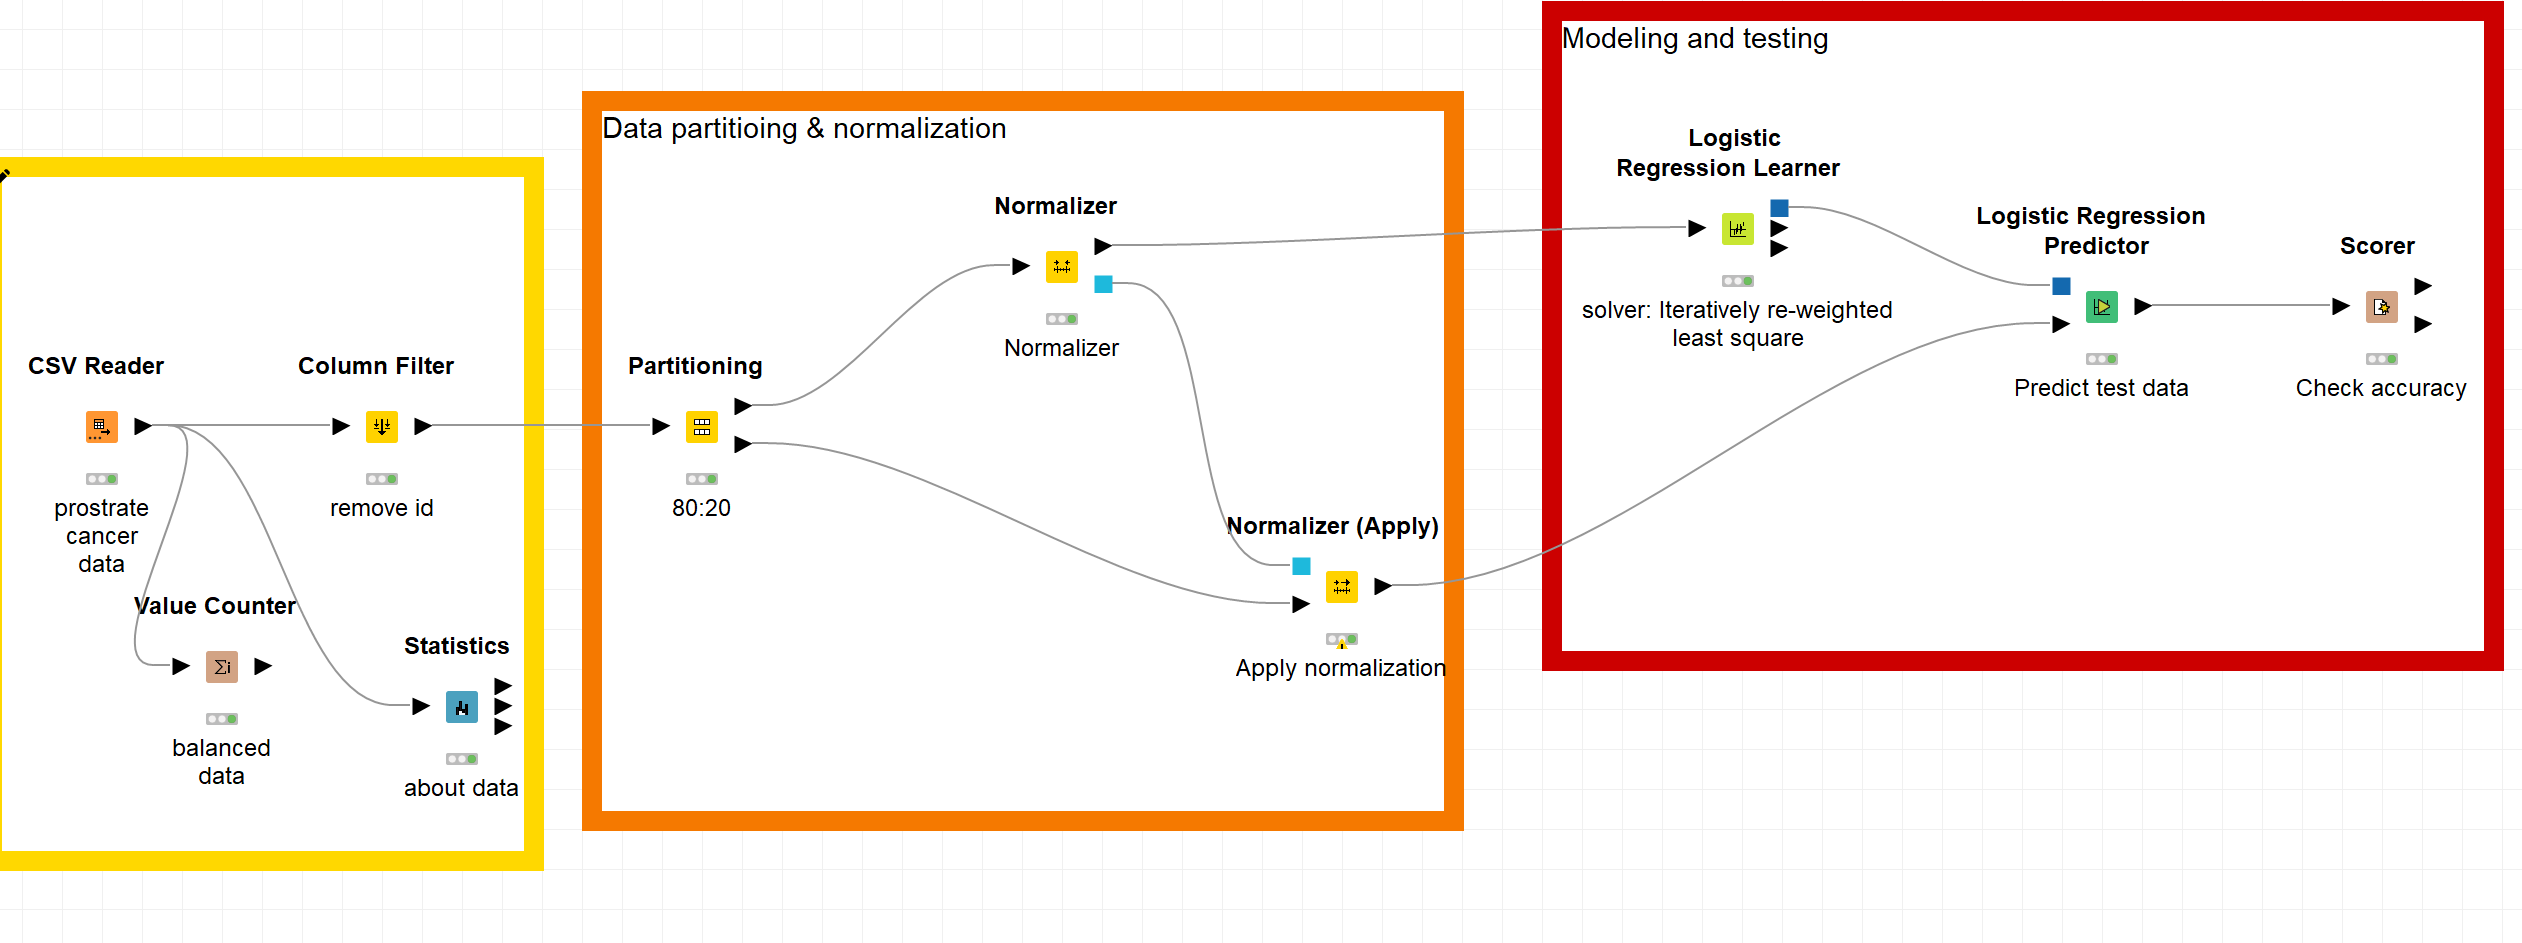 CSV Reader
prostrate
cancer
data
Column Filter
remove id
Value Counter
balanced
data
Statistics
about data
Data partitioing & normalization
Partitioning
80:20
Normalizer
Normalizer
Normalizer (Apply)
Apply normalization
Modeling and testing
Logistic
Regression Learner
solver: Iteratively re-weighted
least square
Logistic Regression
Predictor
Predict test data
Scorer
Check accuracy